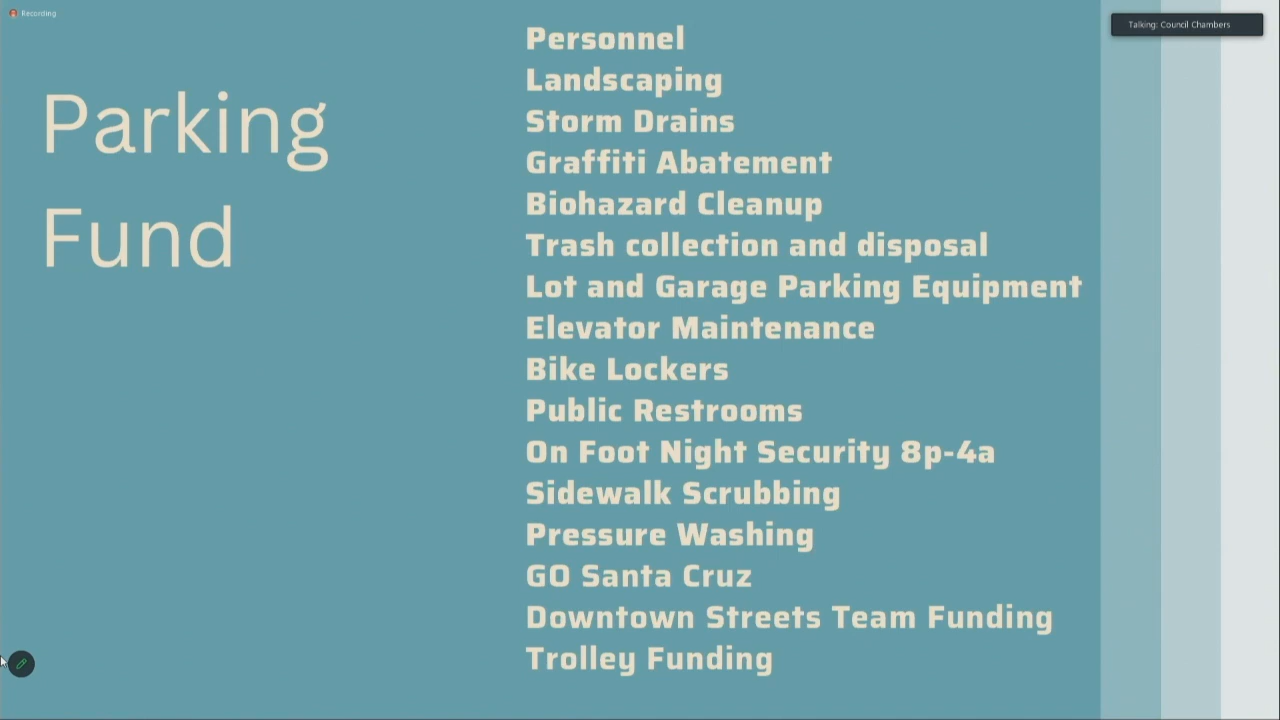 Recording
Talking: Council Chambers
Parking
Fund
Personnel
Landscaping
Storm Drains
Graffiti Abatement
Biohazard Cleanup
Trash collection and disposal
Lot and Garage Parking Equipment
Elevator Maintenance
Bike Lockers
Public Restrooms
On Foot Night Security 8p-4a
Sidewalk Scrubbing
Pressure Washing
GO Santa Cruz
Downtown Streets Team Funding
Trolley Funding